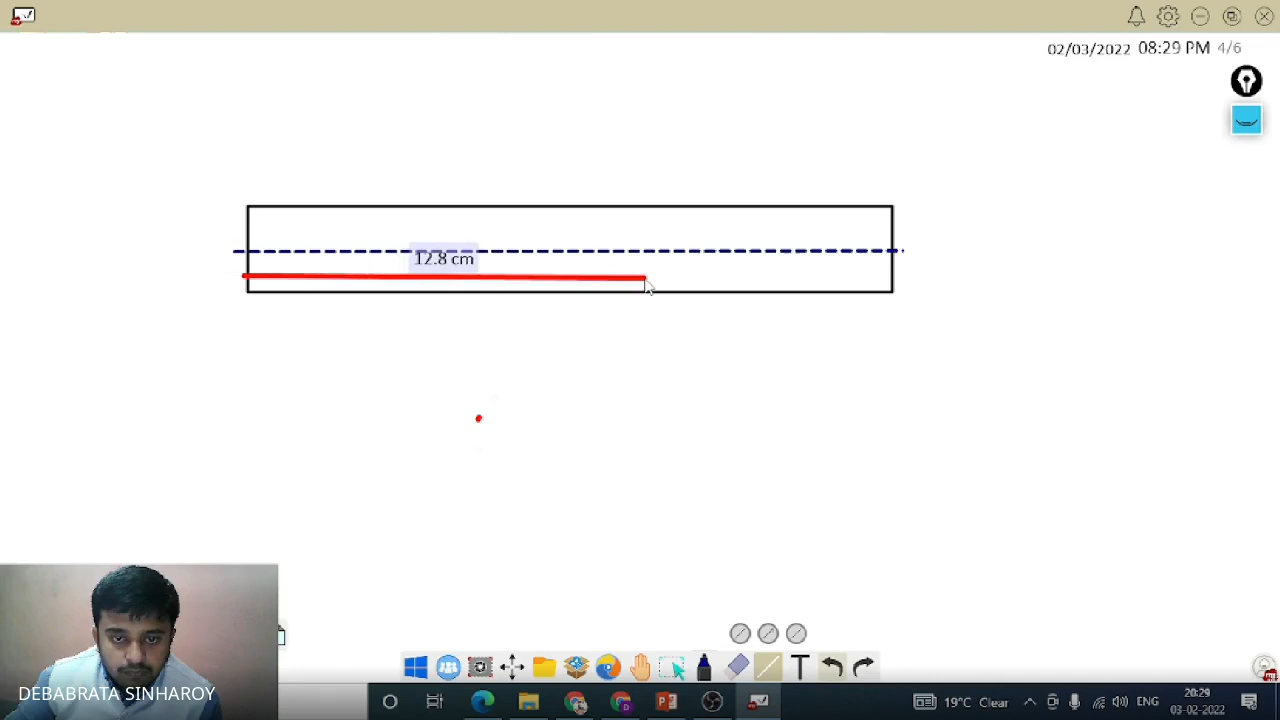 02/03/2022 08:29 PM 4/6
12.8 cm
DEBABRATA SINHAROY
19°C Clear
ENG
20:29
03-02-2022